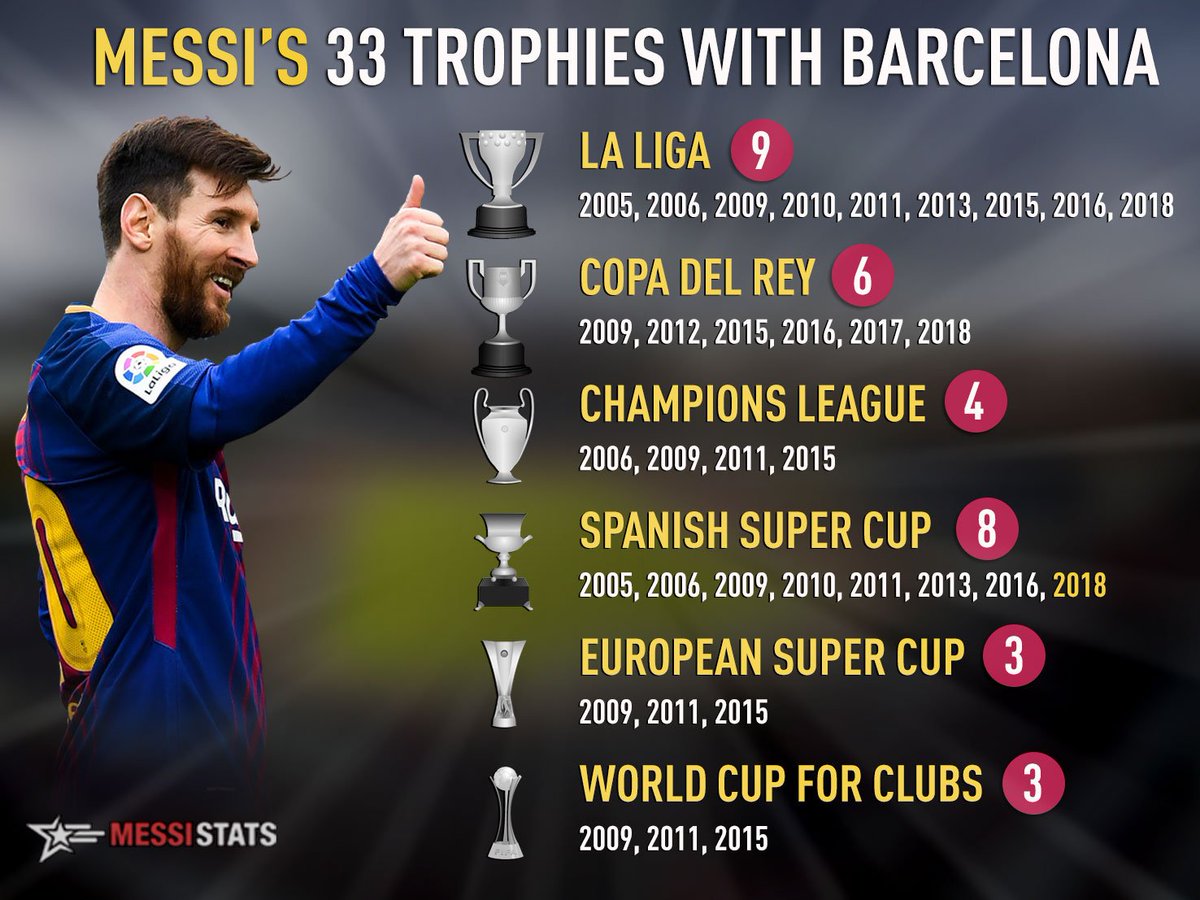 MESSI'S 33 TROPHIES WITH BARCELONA
LA LIGA 9
2005, 2006, 2009, 2010, 2011, 2013, 2015, 2016, 2018
COPA DEL REY 6
2009, 2012, 2015, 2016, 2017, 2018
CHAMPIONS LEAGUE 4
2006, 2009, 2011, 2015
SPANISH SUPER CUP 8
2005, 2006, 2009, 2010, 2011, 2013, 2016, 2018
EUROPEAN SUPER CUP 3
2009, 2011, 2015
WORLD CUP FOR CLUBS 3
2009, 2011, 2015
LaLiga
MESSISTATS